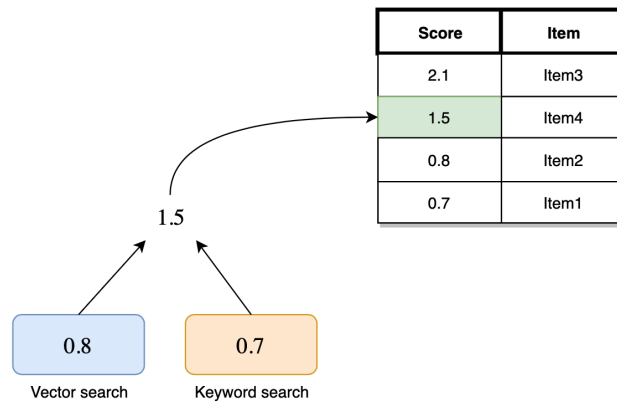 Score Item
2.1 Item3
1.5 Item4
0.8 Item2
0.7 Item1
1.5
0.8 0.7
Vector search Keyword search